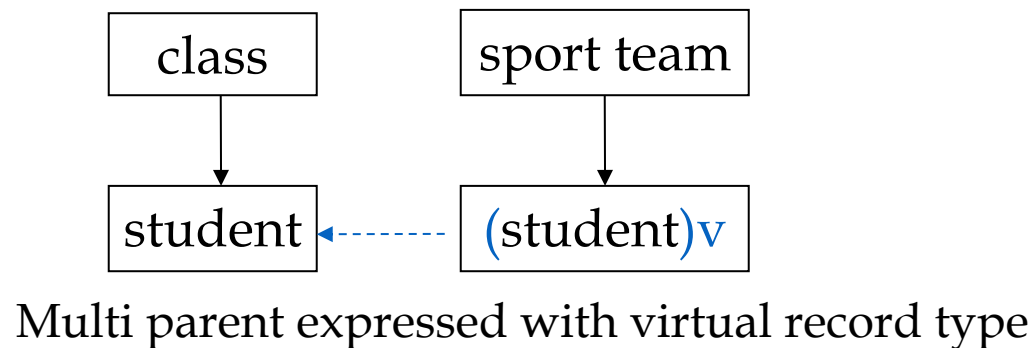 class
sport team
student
(student)v
Multi parent expressed with virtual record type